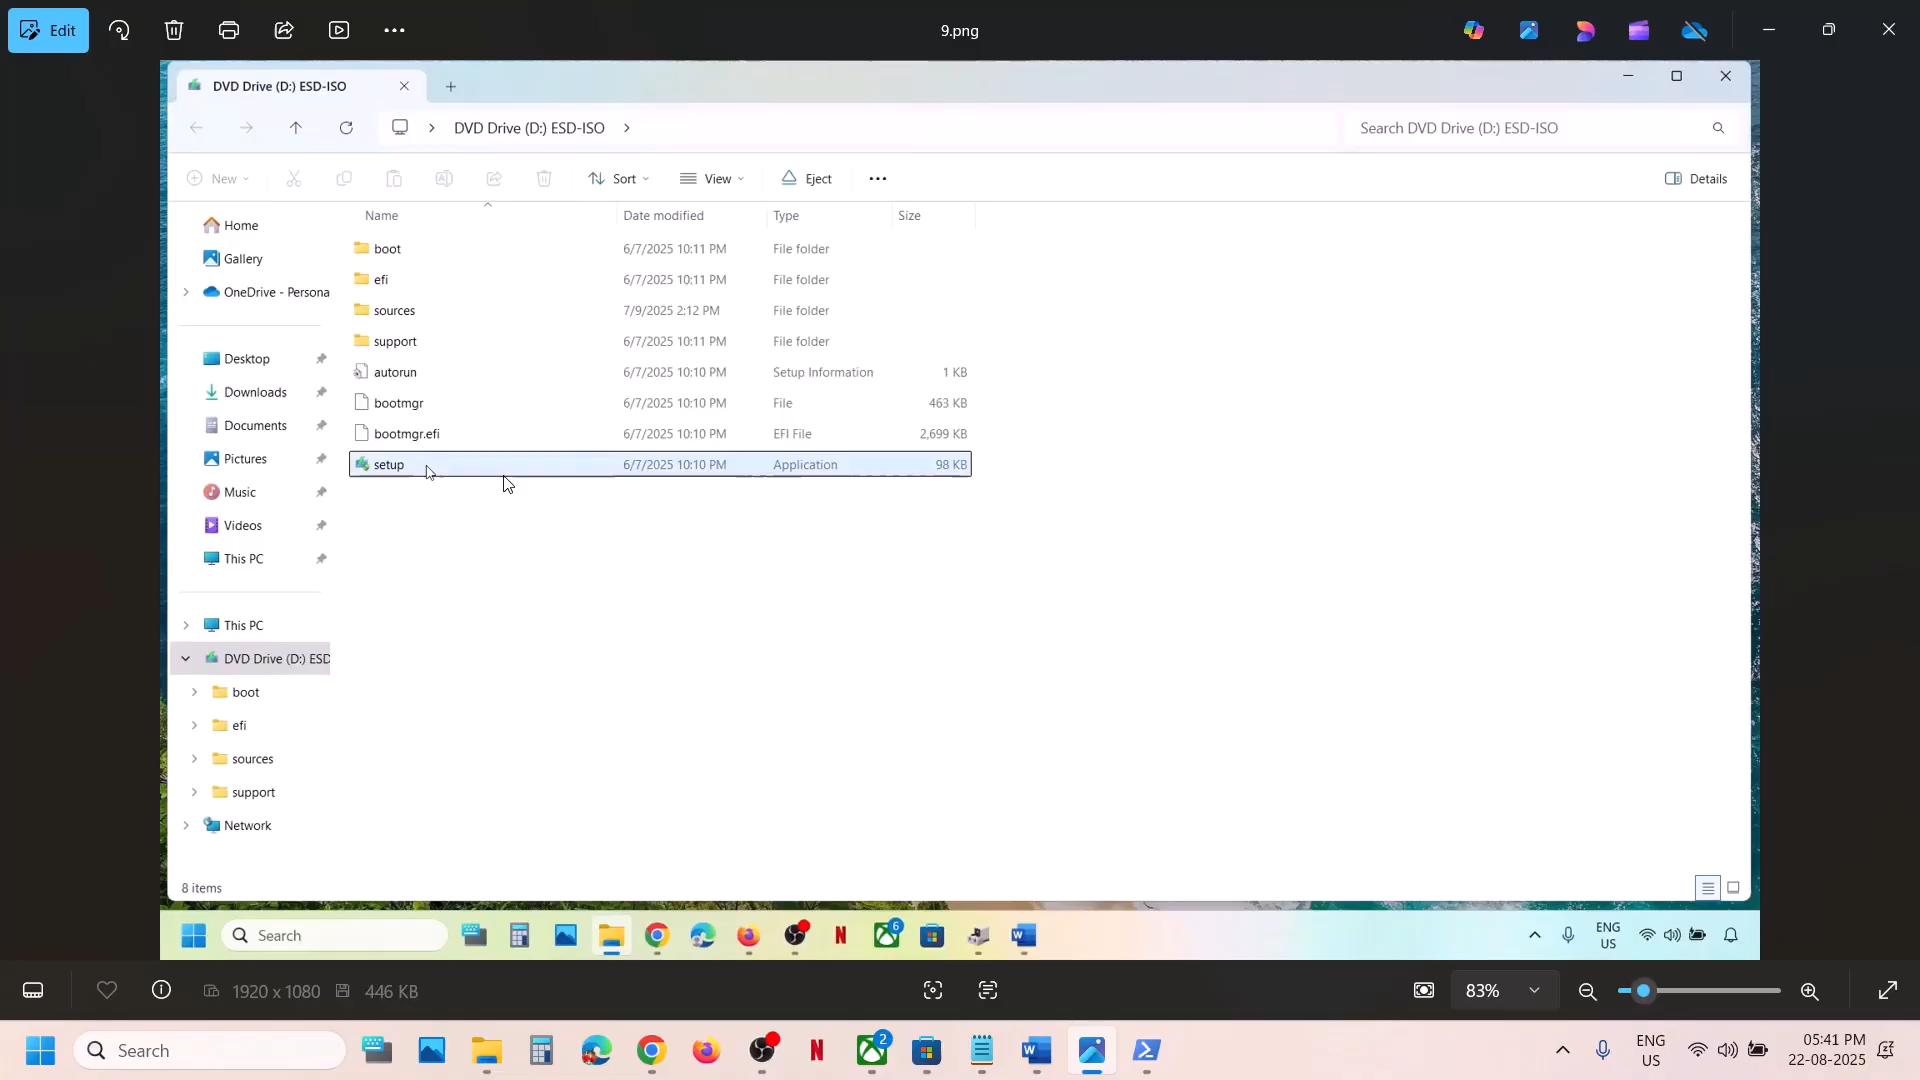 Edit
9.png
DVD Drive (D:) ESD-ISO
DVD Drive (D:) ESD-ISO
Search DVD Drive (D:) ESD-ISO
New
Sort
View
Eject
Details
Name Date modified Type Size
boot 6/7/2025 10:11 PM File folder
efi 6/7/2025 10:11 PM File folder
sources 7/9/2025 2:12 PM File folder
support 6/7/2025 10:11 PM File folder
autorun 6/7/2025 10:10 PM Setup Information 1 KB
bootmgr 6/7/2025 10:10 PM File 463 KB
bootmgr.efi 6/7/2025 10:10 PM EFI File 2,699 KB
setup 6/7/2025 10:10 PM Application 98 KB
Home
Gallery
OneDrive - Persona
Desktop
Downloads
Documents
Pictures
Music
Videos
This PC
This PC
DVD Drive (D:) ESD
boot
efi
sources
support
Network
8 items
Search
N
6
W
ENG
US
1920 x 1080
446 KB
83%
Search
N
2
W
ENG
US
05:41 PM
22-08-2025